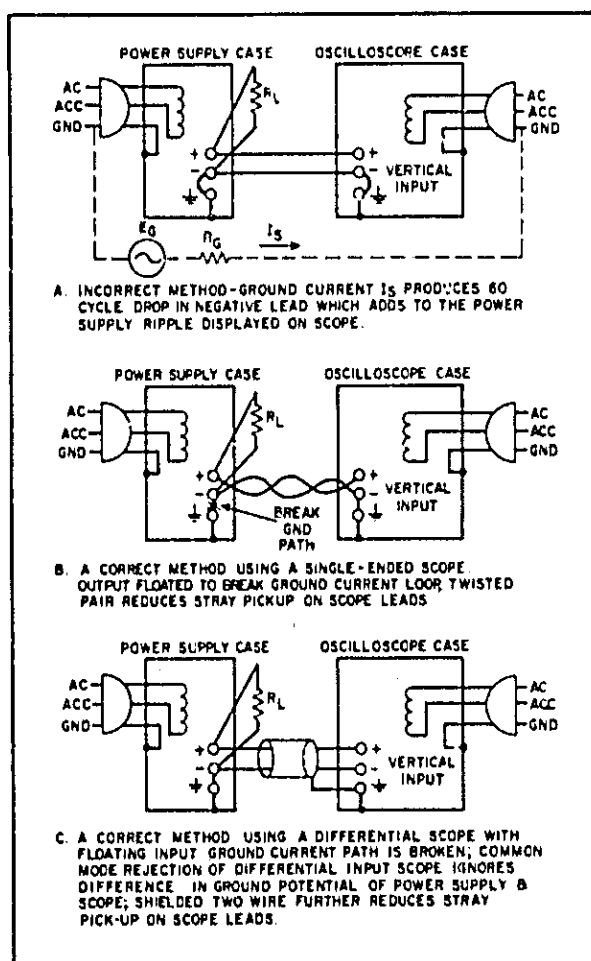 POWER SUPPLY CASE OSCILLOSCOPE CASE
AC
ACC
GND
RL
AC
ACC
GND
+ +
- - VERTICAL
INPUT
EG RG IS
A. INCORRECT METHOD-GROUND CURRENT IS PRODUCES 60
CYCLE DROP IN NEGATIVE LEAD WHICH ADDS TO THE POWER
SUPPLY RIPPLE DISPLAYED ON SCOPE.
POWER SUPPLY CASE OSCILLOSCOPE CASE
AC
ACC
GND
RL
AC
ACC
GND
+ +
- - VERTICAL
INPUT
BREAK
GND
PATH
B. A CORRECT METHOD USING A SINGLE-ENDED SCOPE.
OUTPUT FLOATED TO BREAK GROUND CURRENT LOOP, TWISTED
PAIR REDUCES STRAY PICKUP ON SCOPE LEADS
POWER SUPPLY CASE OSCILLOSCOPE CASE
AC
ACC
GND
RL
AC
ACC
GND
+ +
- - VERTICAL
INPUT
C. A CORRECT METHOD USING A DIFFERENTIAL SCOPE WITH
FLOATING INPUT GROUND CURRENT PATH IS BROKEN; COMMON
MODE REJECTION OF DIFFERENTIAL INPUT SCOPE IGNORES
DIFFERENCE IN GROUND POTENTIAL OF POWER SUPPLY &
SCOPE; SHIELDED TWO WIRE FURTHER REDUCES STRAY
PICK-UP ON SCOPE LEADS.